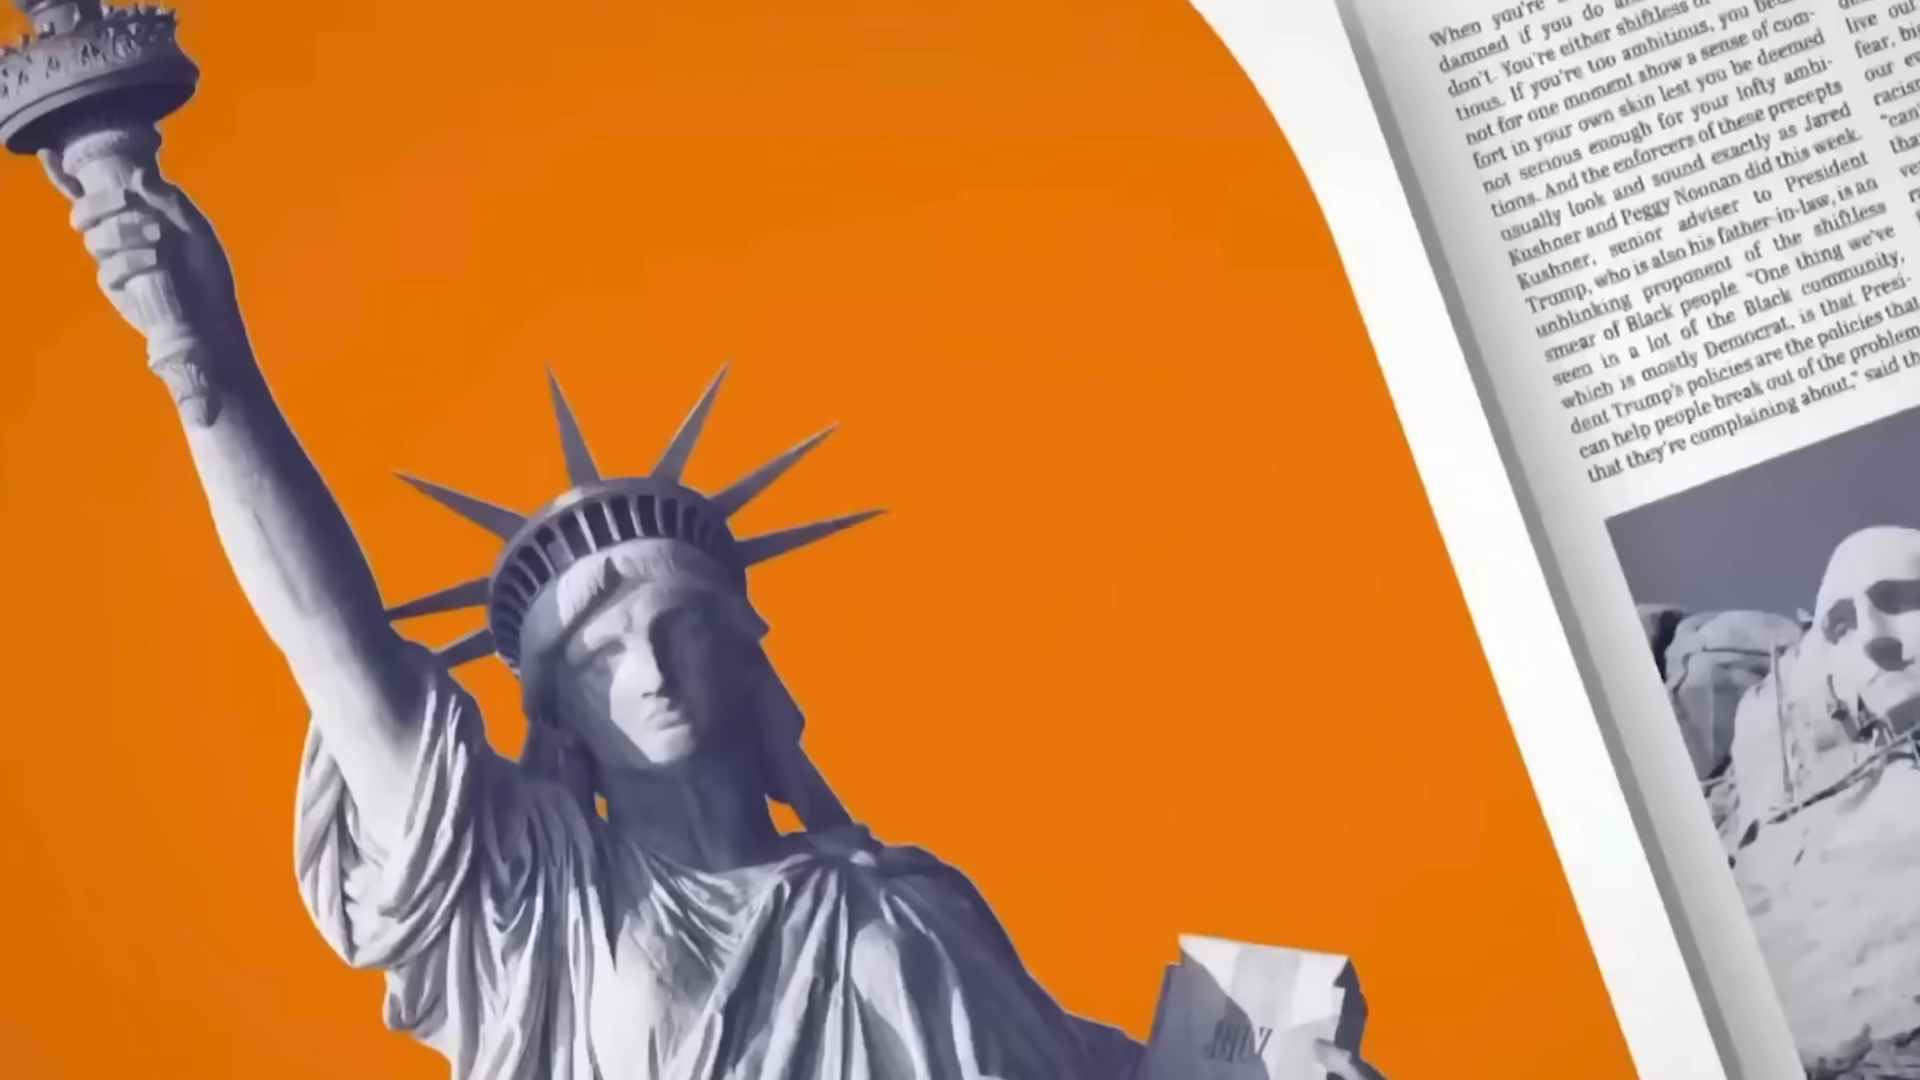 When you're
damned if you do
don't. You're either shiftless or
tious. If you're too ambitious, you
not for one moment show a sense of com-
fort in your own skin lest you be deemed
not serious enough for your lofty ambi-
tions. And the enforcers of these precepts
usually look and sound exactly as Jared
Kushner and Peggy Noonan did this week.
Kushner, senior adviser to President
Trump, who is also his father-in-law, is an
unblinking proponent of the shiftless
smear of Black people. "One thing we've
seen in a lot of the Black community,
which is mostly Democrat, is that Presi-
dent Trump's policies are the policies that
can help people break out of the problem
that they're complaining about," said
live out
fear,
our
"can't
JULY